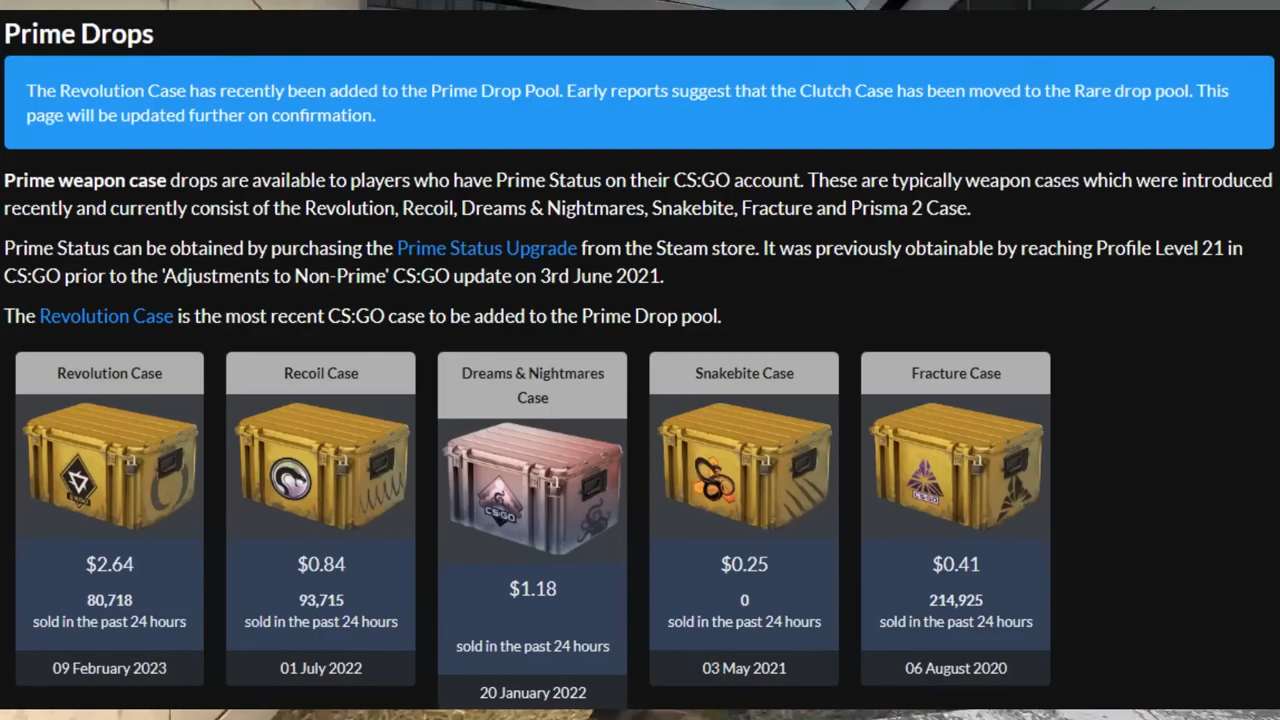 Prime Drops
The Revolution Case has recently been added to the Prime Drop Pool. Early reports suggest that the Clutch Case has been moved to the Rare drop pool. This
page will be updated further on confirmation.
Prime weapon case drops are available to players who have Prime Status on their CS:GO account. These are typically weapon cases which were introduced
recently and currently consist of the Revolution, Recoil, Dreams & Nightmares, Snakebite, Fracture and Prisma 2 Case.
Prime Status can be obtained by purchasing the Prime Status Upgrade from the Steam store. It was previously obtainable by reaching Profile Level 21 in
CS:GO prior to the 'Adjustments to Non-Prime' CS:GO update on 3rd June 2021.
The Revolution Case is the most recent CS:GO case to be added to the Prime Drop pool.
Revolution Case
CS:GO
$2.64
80,718
sold in the past 24 hours
09 February 2023
Recoil Case
$0.84
93,715
sold in the past 24 hours
01 July 2022
Dreams & Nightmares
Case
CS:GO
$1.18
sold in the past 24 hours
20 January 2022
Snakebite Case
$0.25
0
sold in the past 24 hours
03 May 2021
Fracture Case
CS:GO
$0.41
214,925
sold in the past 24 hours
06 August 2020